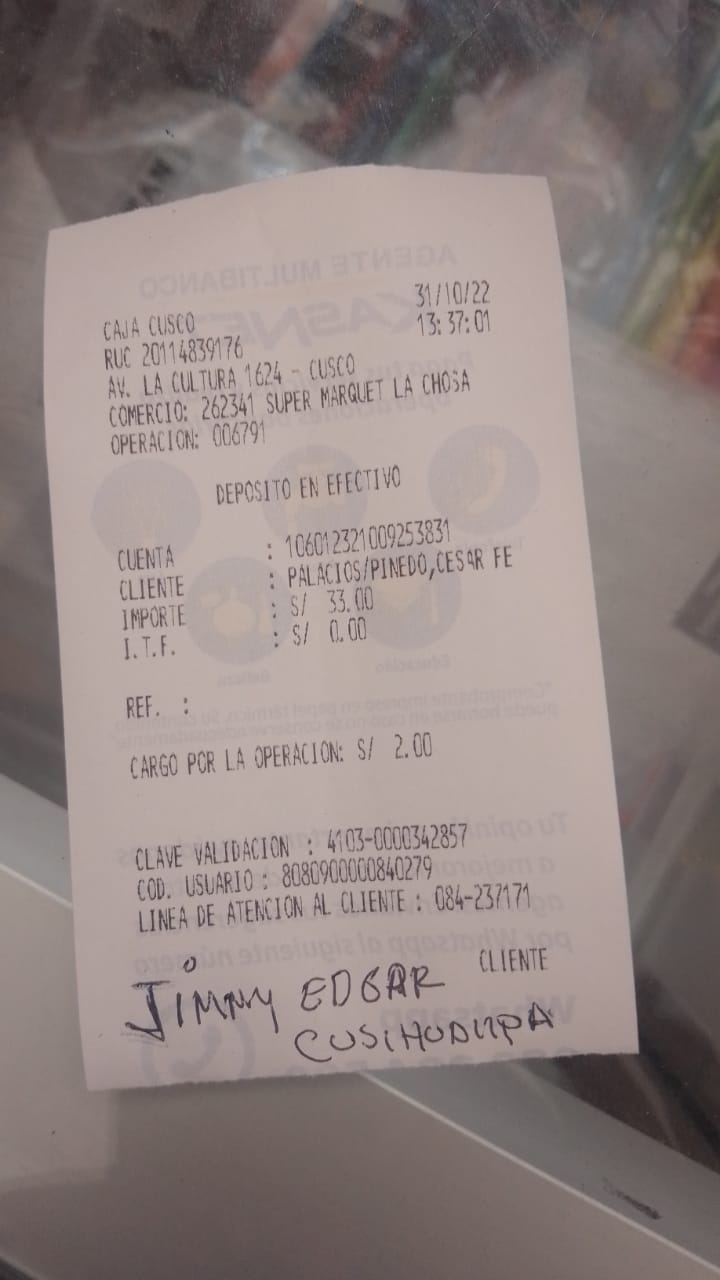 31/10/22
CAJA CUSCO 13:37:01
RUC 20114839176
AV. LA CULTURA 1624 - CUSCO
COMERCIO: 262341 SUPER MARQUET LA CHOSA
OPERACION: 006791
DEPOSITO EN EFECTIVO
CUENTA : 106012321009253831
CLIENTE : PALACIOS/PINEDO,CESAR FE
IMPORTE : S/ 33.00
I.T.F. : S/ 0.00
REF. :
CARGO POR LA OPERACION: S/ 2.00
CLAVE VALIDACION : 4103-0000342857
COD. USUARIO : 8080900000840279
LINEA DE ATENCION AL CLIENTE : 084-237171
CLIENTE
JIMMY EDGAR
CUSIHUALLPA